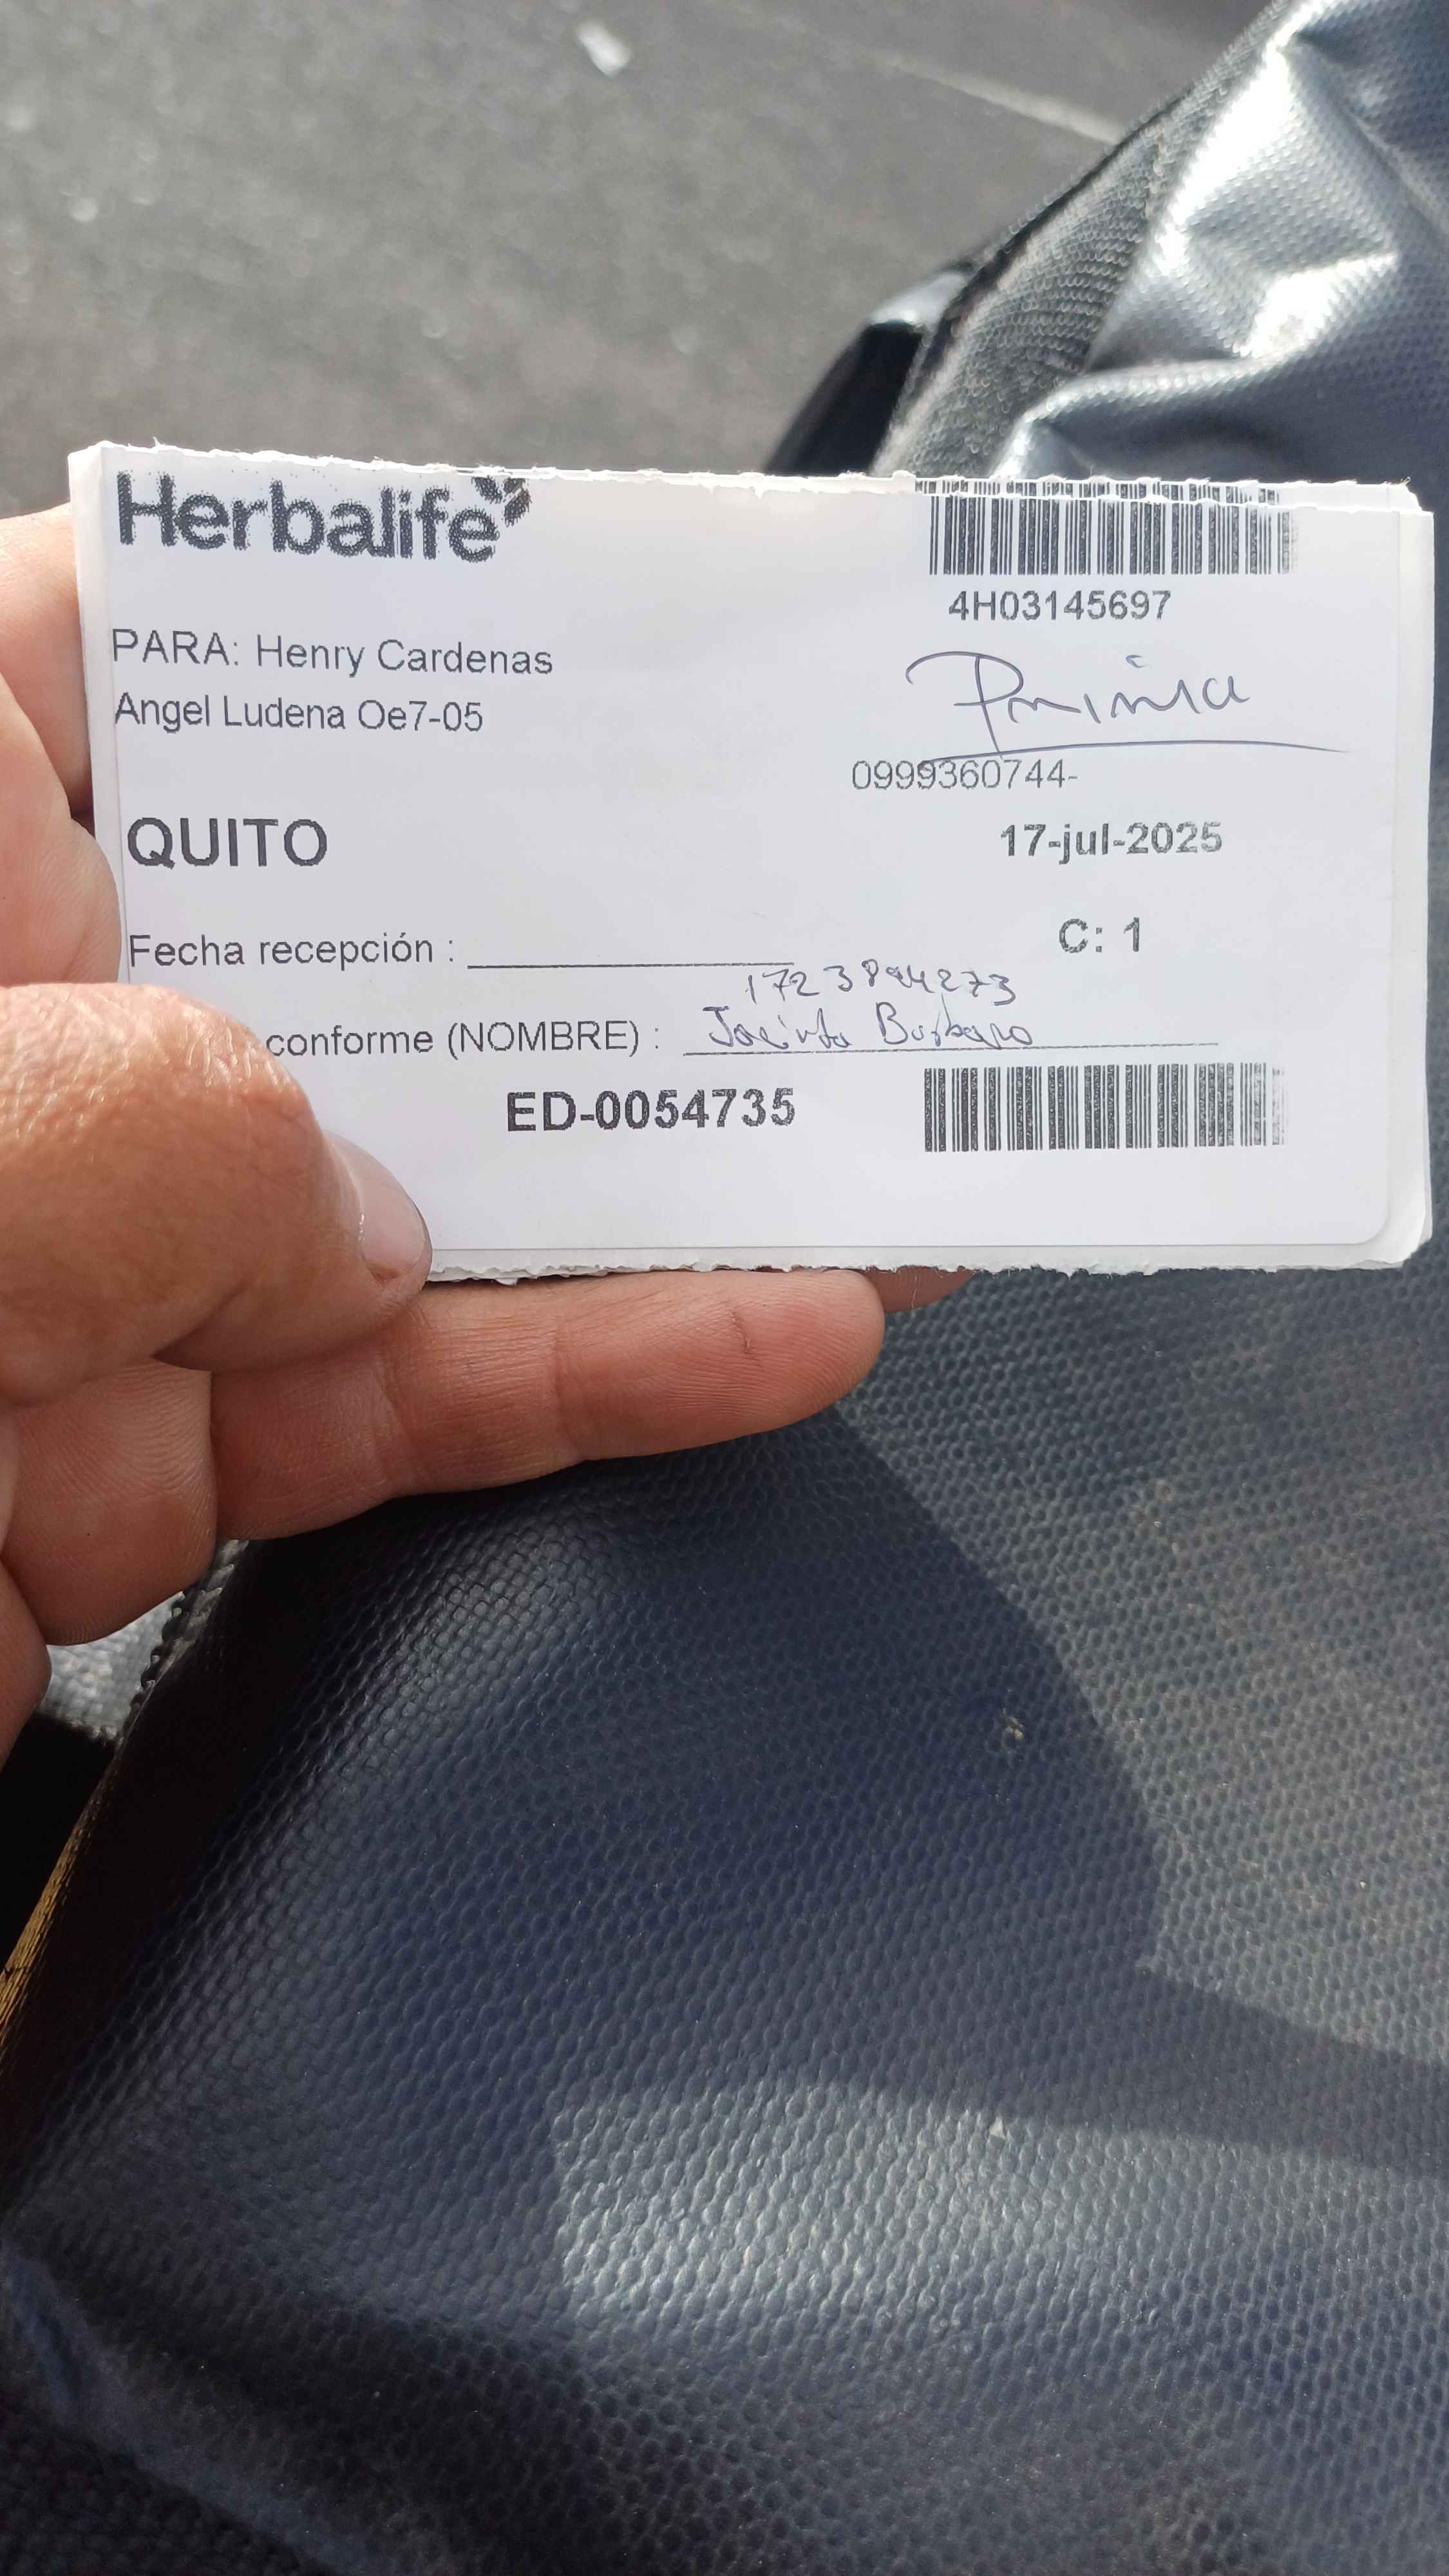 Herbalife
4H03145697
PARA: Henry Cardenas
Angel Ludena Oe7-05
0999360744-
QUITO
17-jul-2025
Fecha recepción :
C: 1
conforme (NOMBRE) :
ED-0054735